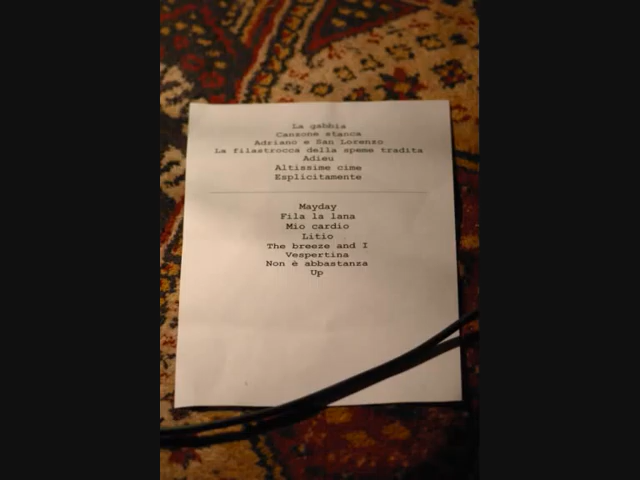 La gabbia
Canzone stanca
Adriano e San Lorenzo
La filastrocca della speme tradita
Adieu
Altissime cime
Esplicitamente
Mayday
Fila la lana
Mio cardio
Litio
The breeze and I
Vespertina
Non è abbastanza
Up